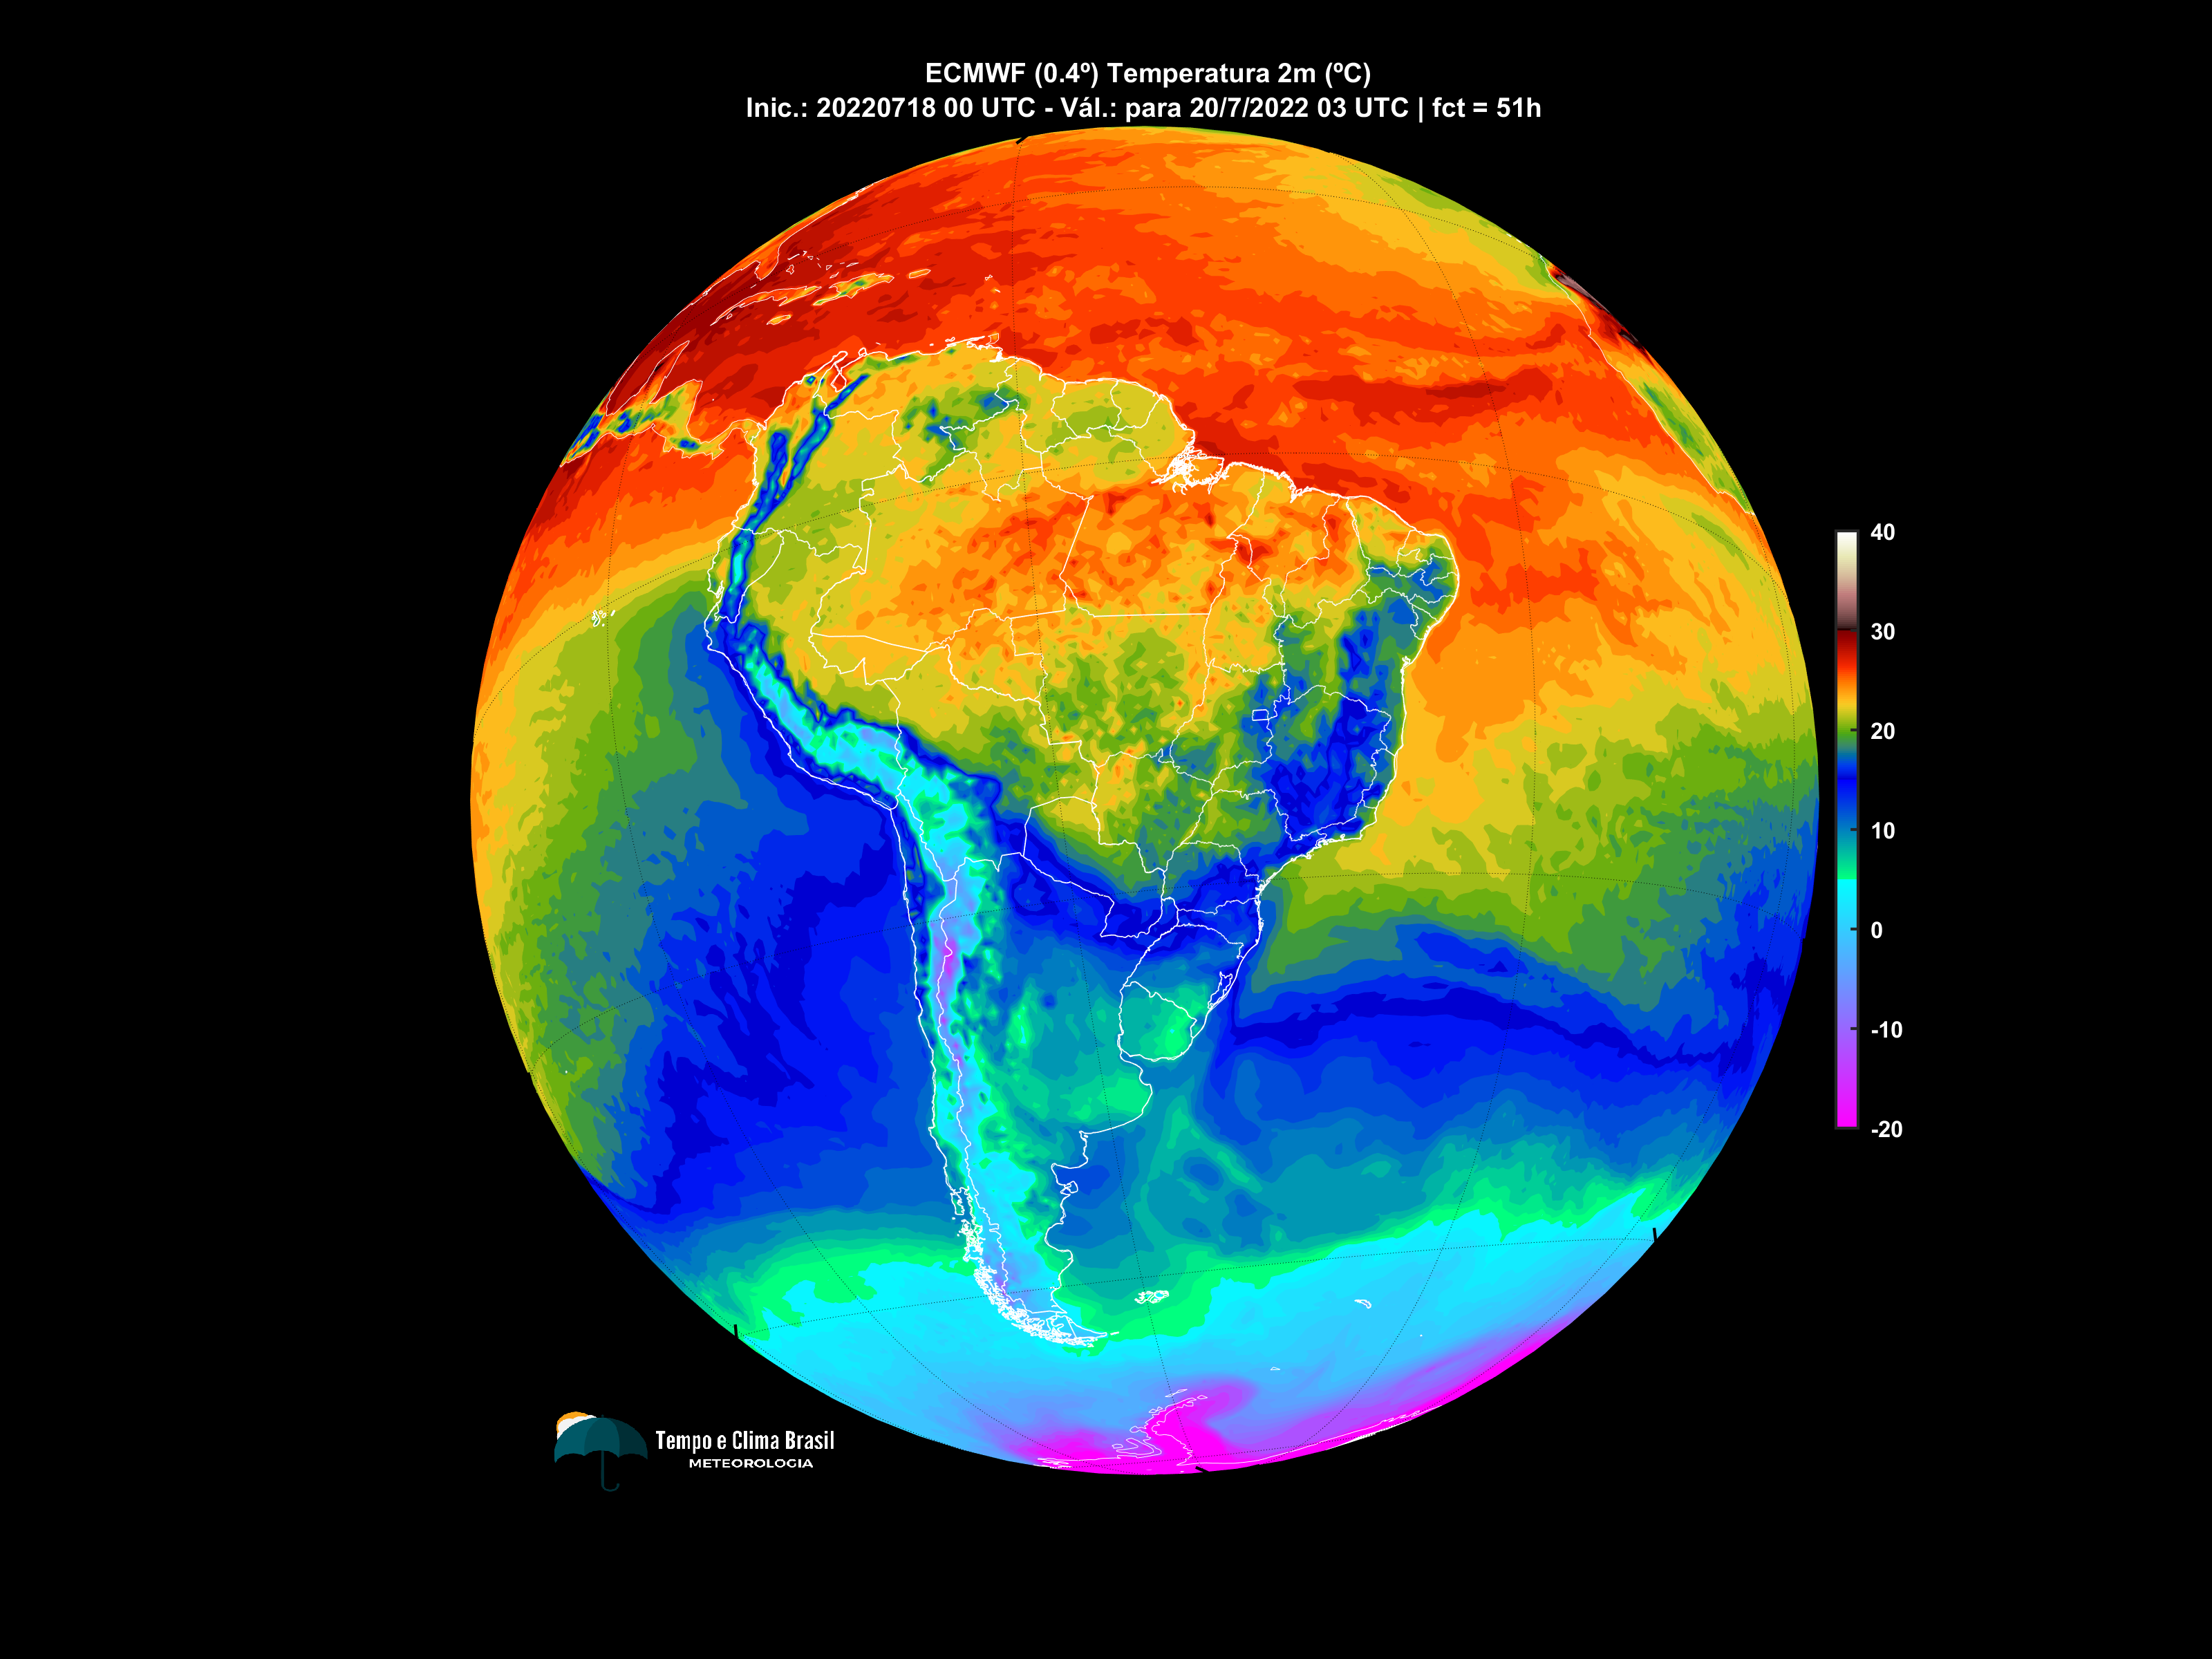 ECMWF (0.4º) Temperatura 2m (ºC)
Inic.: 20220718 00 UTC - Vál.: para 20/7/2022 03 UTC | fct = 51h
40
30
20
10
0
-10
-20
Tempo e Clima Brasil
METEOROLOGIA